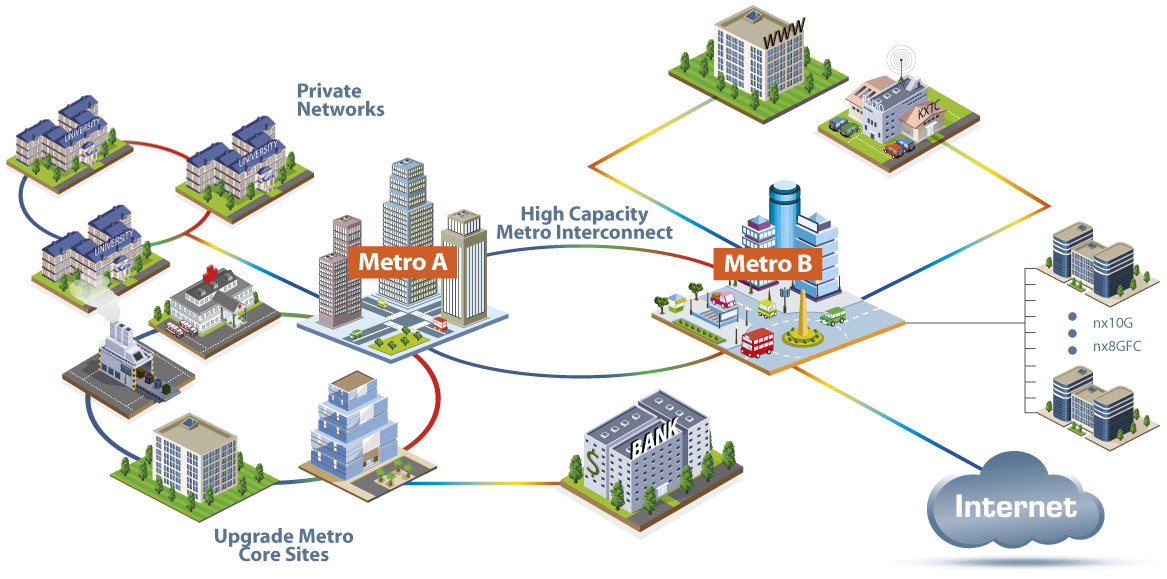 WWW
KXTC
Private
Networks
UNIVERSITY
UNIVERSITY
UNIVERSITY
High Capacity
Metro Interconnect
Metro A
Metro B
nx10G
nx8GFC
BANK
$
Internet
Upgrade Metro
Core Sites